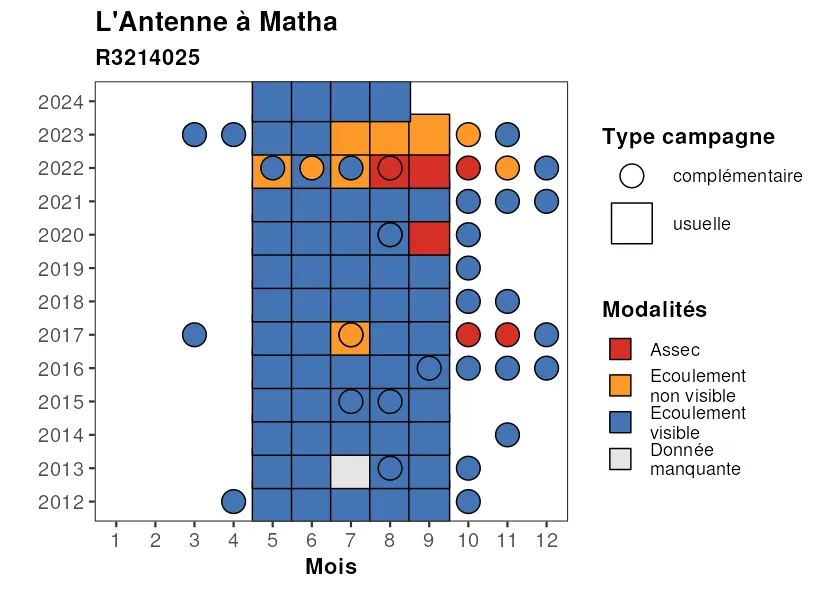 L'Antenne à Matha
R3214025
2024
2023
2022
2021
2020
2019
2018
2017
2016
2015
2014
2013
2012
1 2 3 4 5 6 7 8 9 10 11 12
Mois
Type campagne
complémentaire
usuelle
Modalités
Assec
Ecoulement
non visible
Ecoulement
visible
Donnée
manquante